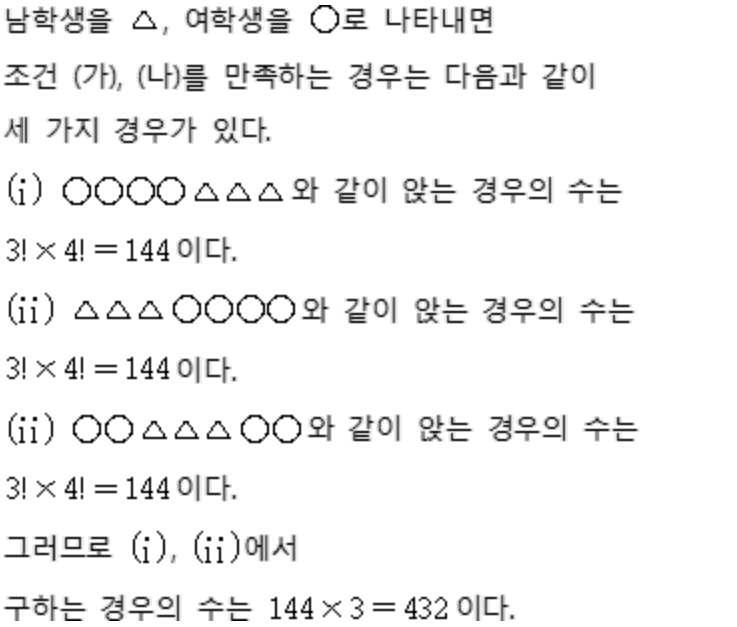 남학생을 △, 여학생을 ○로 나타내면
조건 (가), (나)를 만족하는 경우는 다음과 같이
세 가지 경우가 있다.
(i) ○○○○△△△와 같이 앉는 경우의 수는
3! × 4! = 144이다.
(ii) △△△○○○○와 같이 앉는 경우의 수는
3! × 4! = 144이다.
(ii) ○○△△△○○와 같이 앉는 경우의 수는
3! × 4! = 144이다.
그러므로 (i), (ii)에서
구하는 경우의 수는 144 × 3 = 432이다.